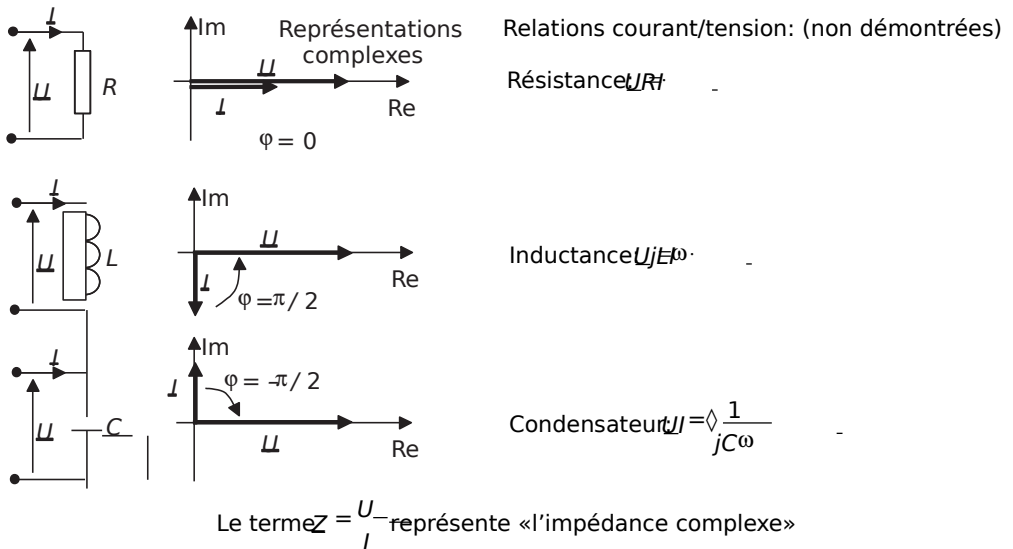 I
Im
Représentations
complexes
Relations courant/tension: (non démontrées)
U
R
U
I
Re
φ = 0
Résistance:
I
Im
U
L
U
I
Re
φ = π / 2
Inductance:
I
Im
U
C
I
φ = -π / 2
U
Re
Condensateur:
UI = ◊ 1
jCω
Le terme Z = U
I
représente «l’impédance complexe»